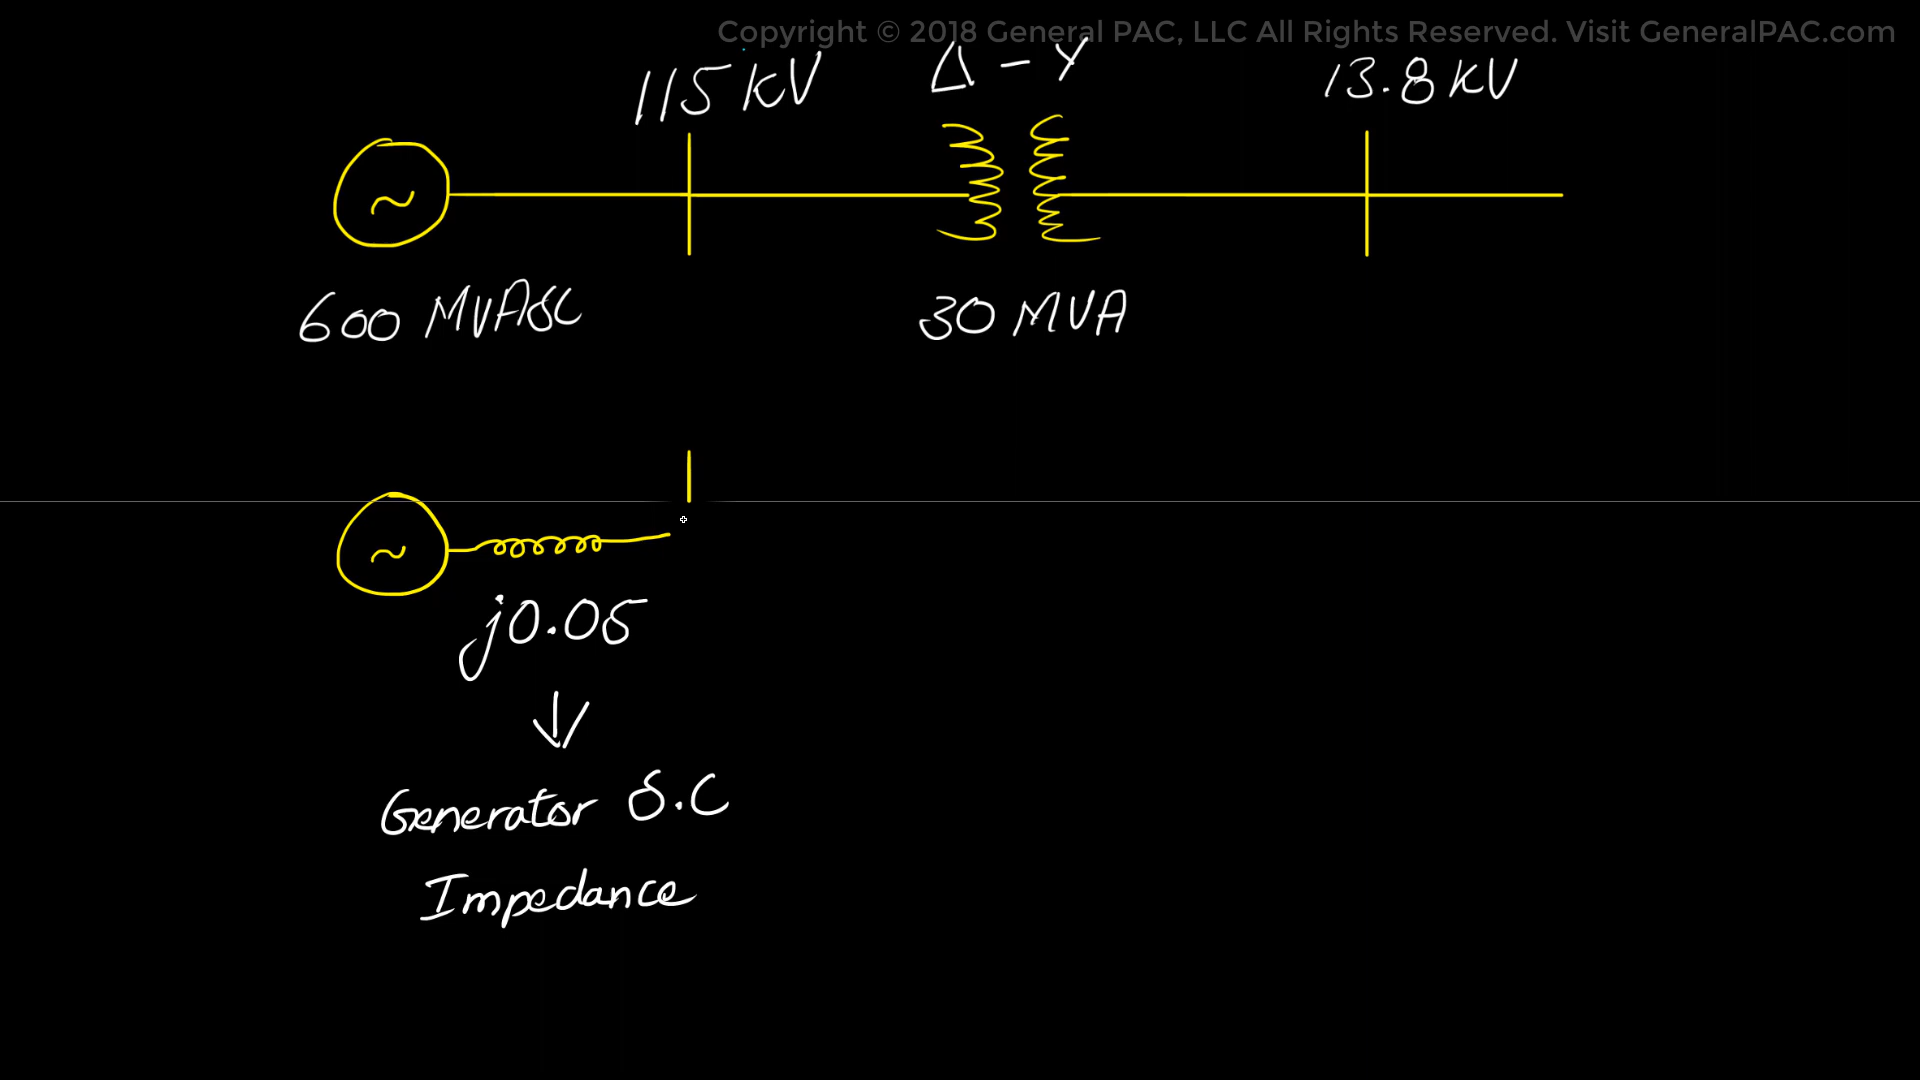 Copyright © 2018 General PAC, LLC All Rights Reserved. Visit GeneralPAC.com
115 kV Δ - Y 13.8 kV
~
600 MVASC 30 MVA
~
j0.05
↓
Generator S.C
Impedance